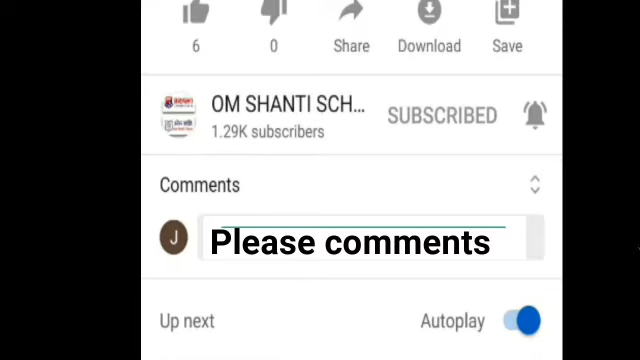 6 0 Share Download Save
OM SHANTI SCH...
SUBSCRIBED
1.29K subscribers
Comments
J
Please comments
Up next
Autoplay